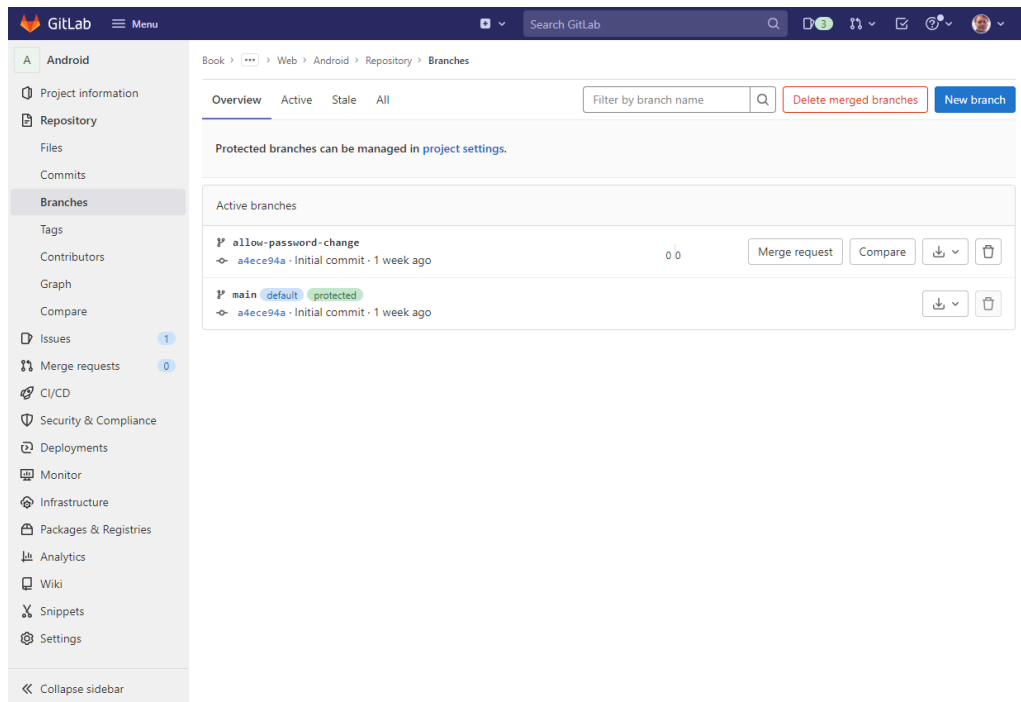 GitLab Menu Search GitLab 3
A Android
Project information
Repository
Files
Commits
Branches
Tags
Contributors
Graph
Compare
Issues 1
Merge requests 0
CI/CD
Security & Compliance
Deployments
Monitor
Infrastructure
Packages & Registries
Analytics
Wiki
Snippets
Settings
Collapse sidebar
Book › ••• › Web › Android › Repository › Branches
Overview Active Stale All Filter by branch name Delete merged branches New branch
Protected branches can be managed in project settings.
Active branches
allow-password-change
a4ece94a · Initial commit · 1 week ago
0 0 Merge request Compare
main default protected
a4ece94a · Initial commit · 1 week ago